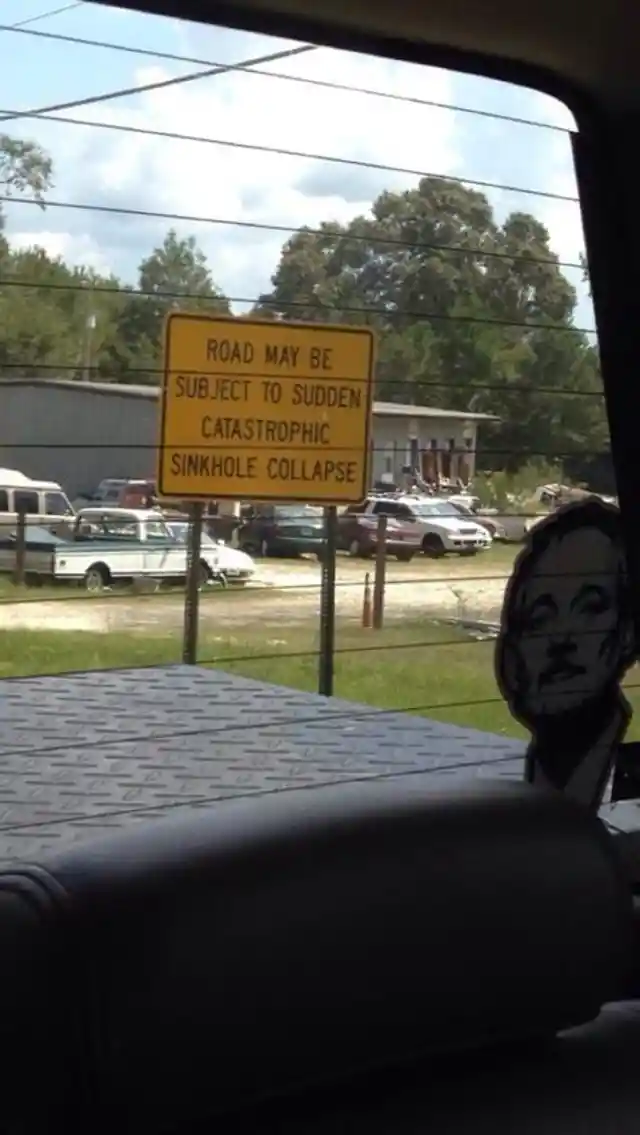 ROAD MAY BE
SUBJECT TO SUDDEN
CATASTROPHIC
SINKHOLE COLLAPSE